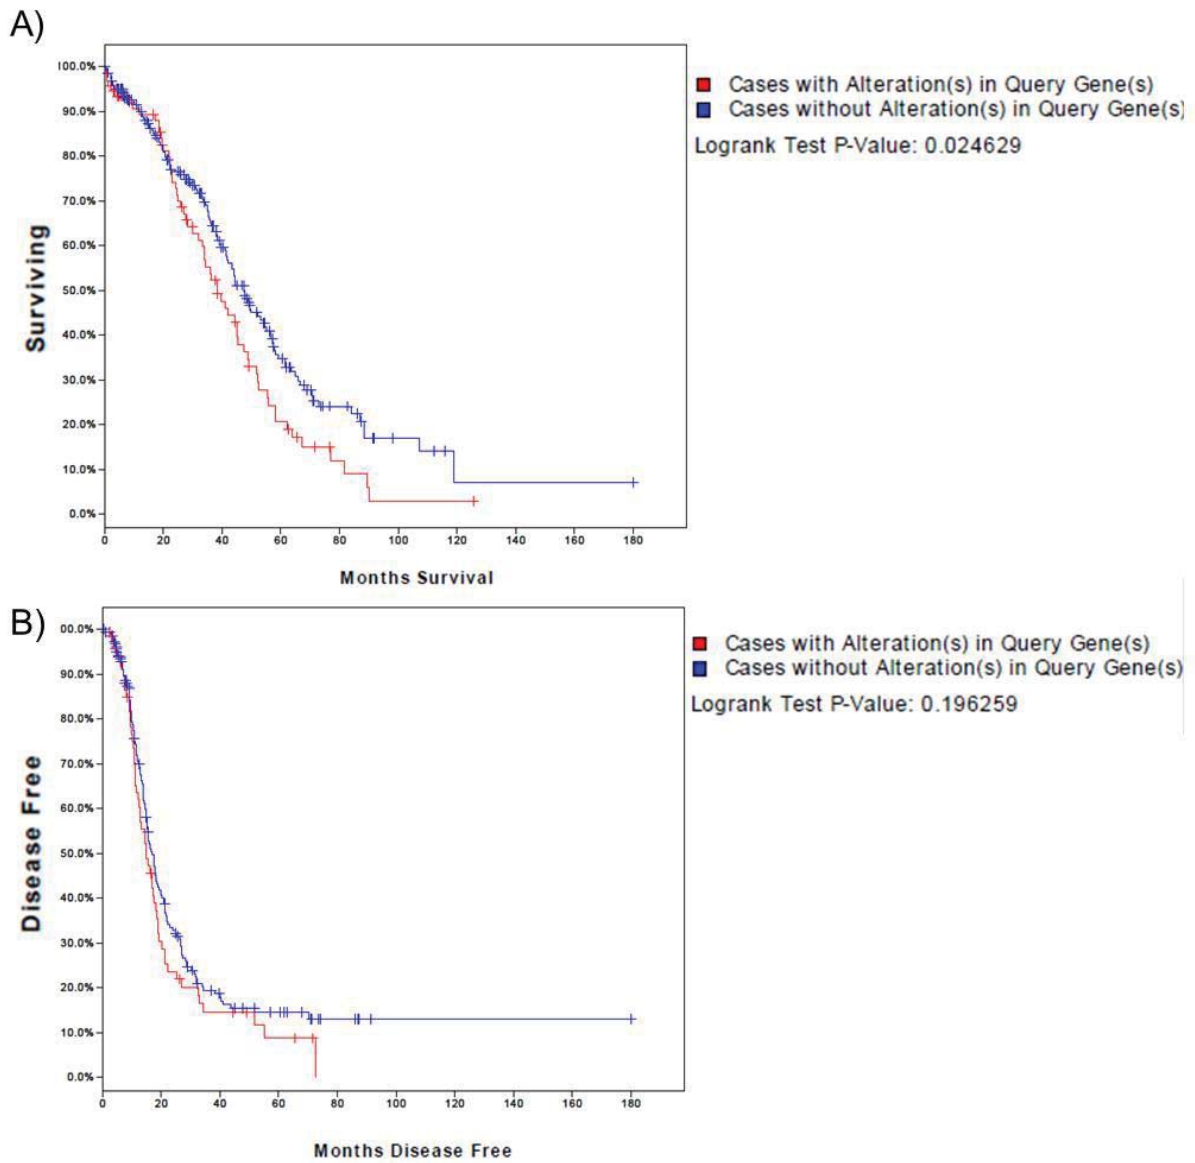 A)
100.0%
90.0%
80.0%
70.0%
60.0%
50.0%
40.0%
30.0%
20.0%
10.0%
0.0%
Surviving
0 20 40 60 80 100 120 140 160 180
Months Survival
Cases with Alteration(s) in Query Gene(s)
Cases without Alteration(s) in Query Gene(s)
Logrank Test P-Value: 0.024629
B)
00.0%
90.0%
80.0%
70.0%
60.0%
50.0%
40.0%
30.0%
20.0%
10.0%
0.0%
Disease Free
0 20 40 60 80 100 120 140 160 180
Months Disease Free
Cases with Alteration(s) in Query Gene(s)
Cases without Alteration(s) in Query Gene(s)
Logrank Test P-Value: 0.196259